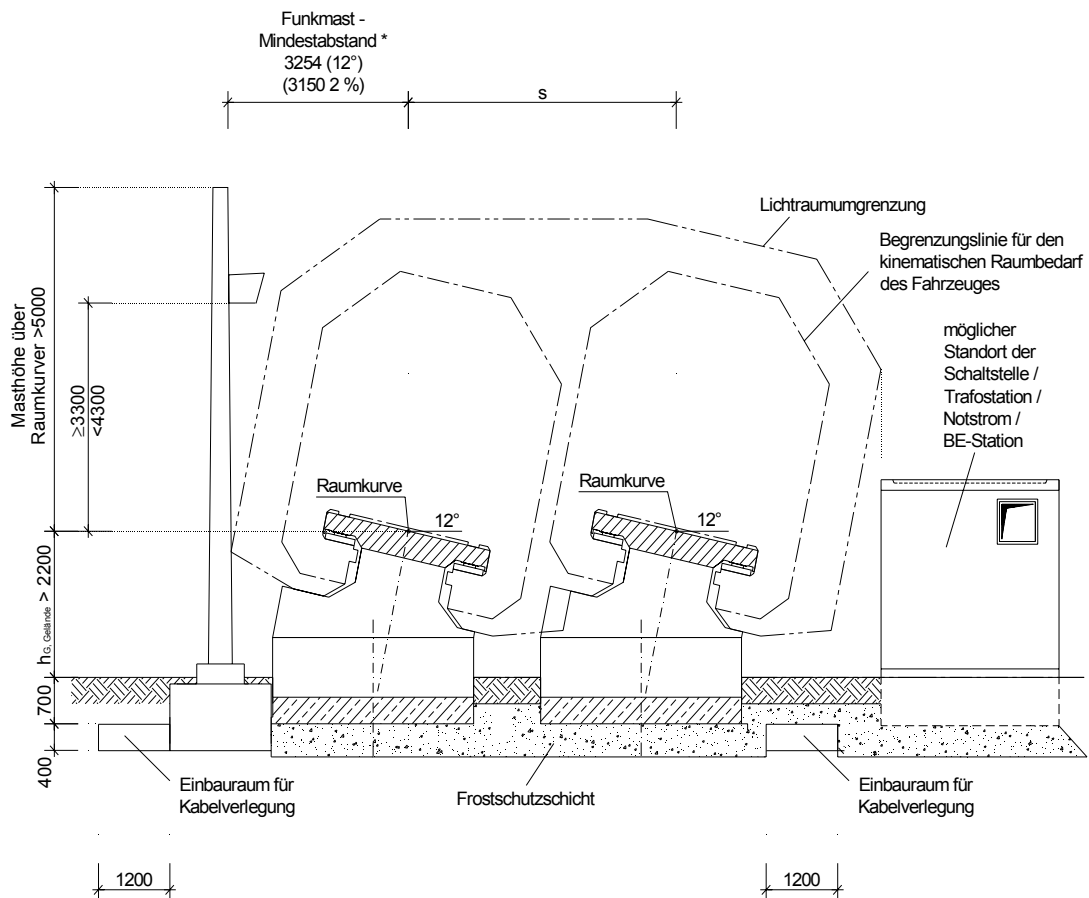 Funkmast -
Mindestabstand *
3254 (12°)
(3150 2 %)
s
Lichtraumumgrenzung
Begrenzungslinie für den
kinematischen Raumbedarf
des Fahrzeuges
möglicher
Standort der
Schaltstelle /
Trafostation /
Notstrom /
BE-Station
Masthöhe über
Raumkurver >5000
≥3300
<4300
Raumkurve
12°
Raumkurve
12°
hG, Gelände > 2200
700
400
Einbauraum für
Kabelverlegung
Frostschutzschicht
Einbauraum für
Kabelverlegung
1200
1200